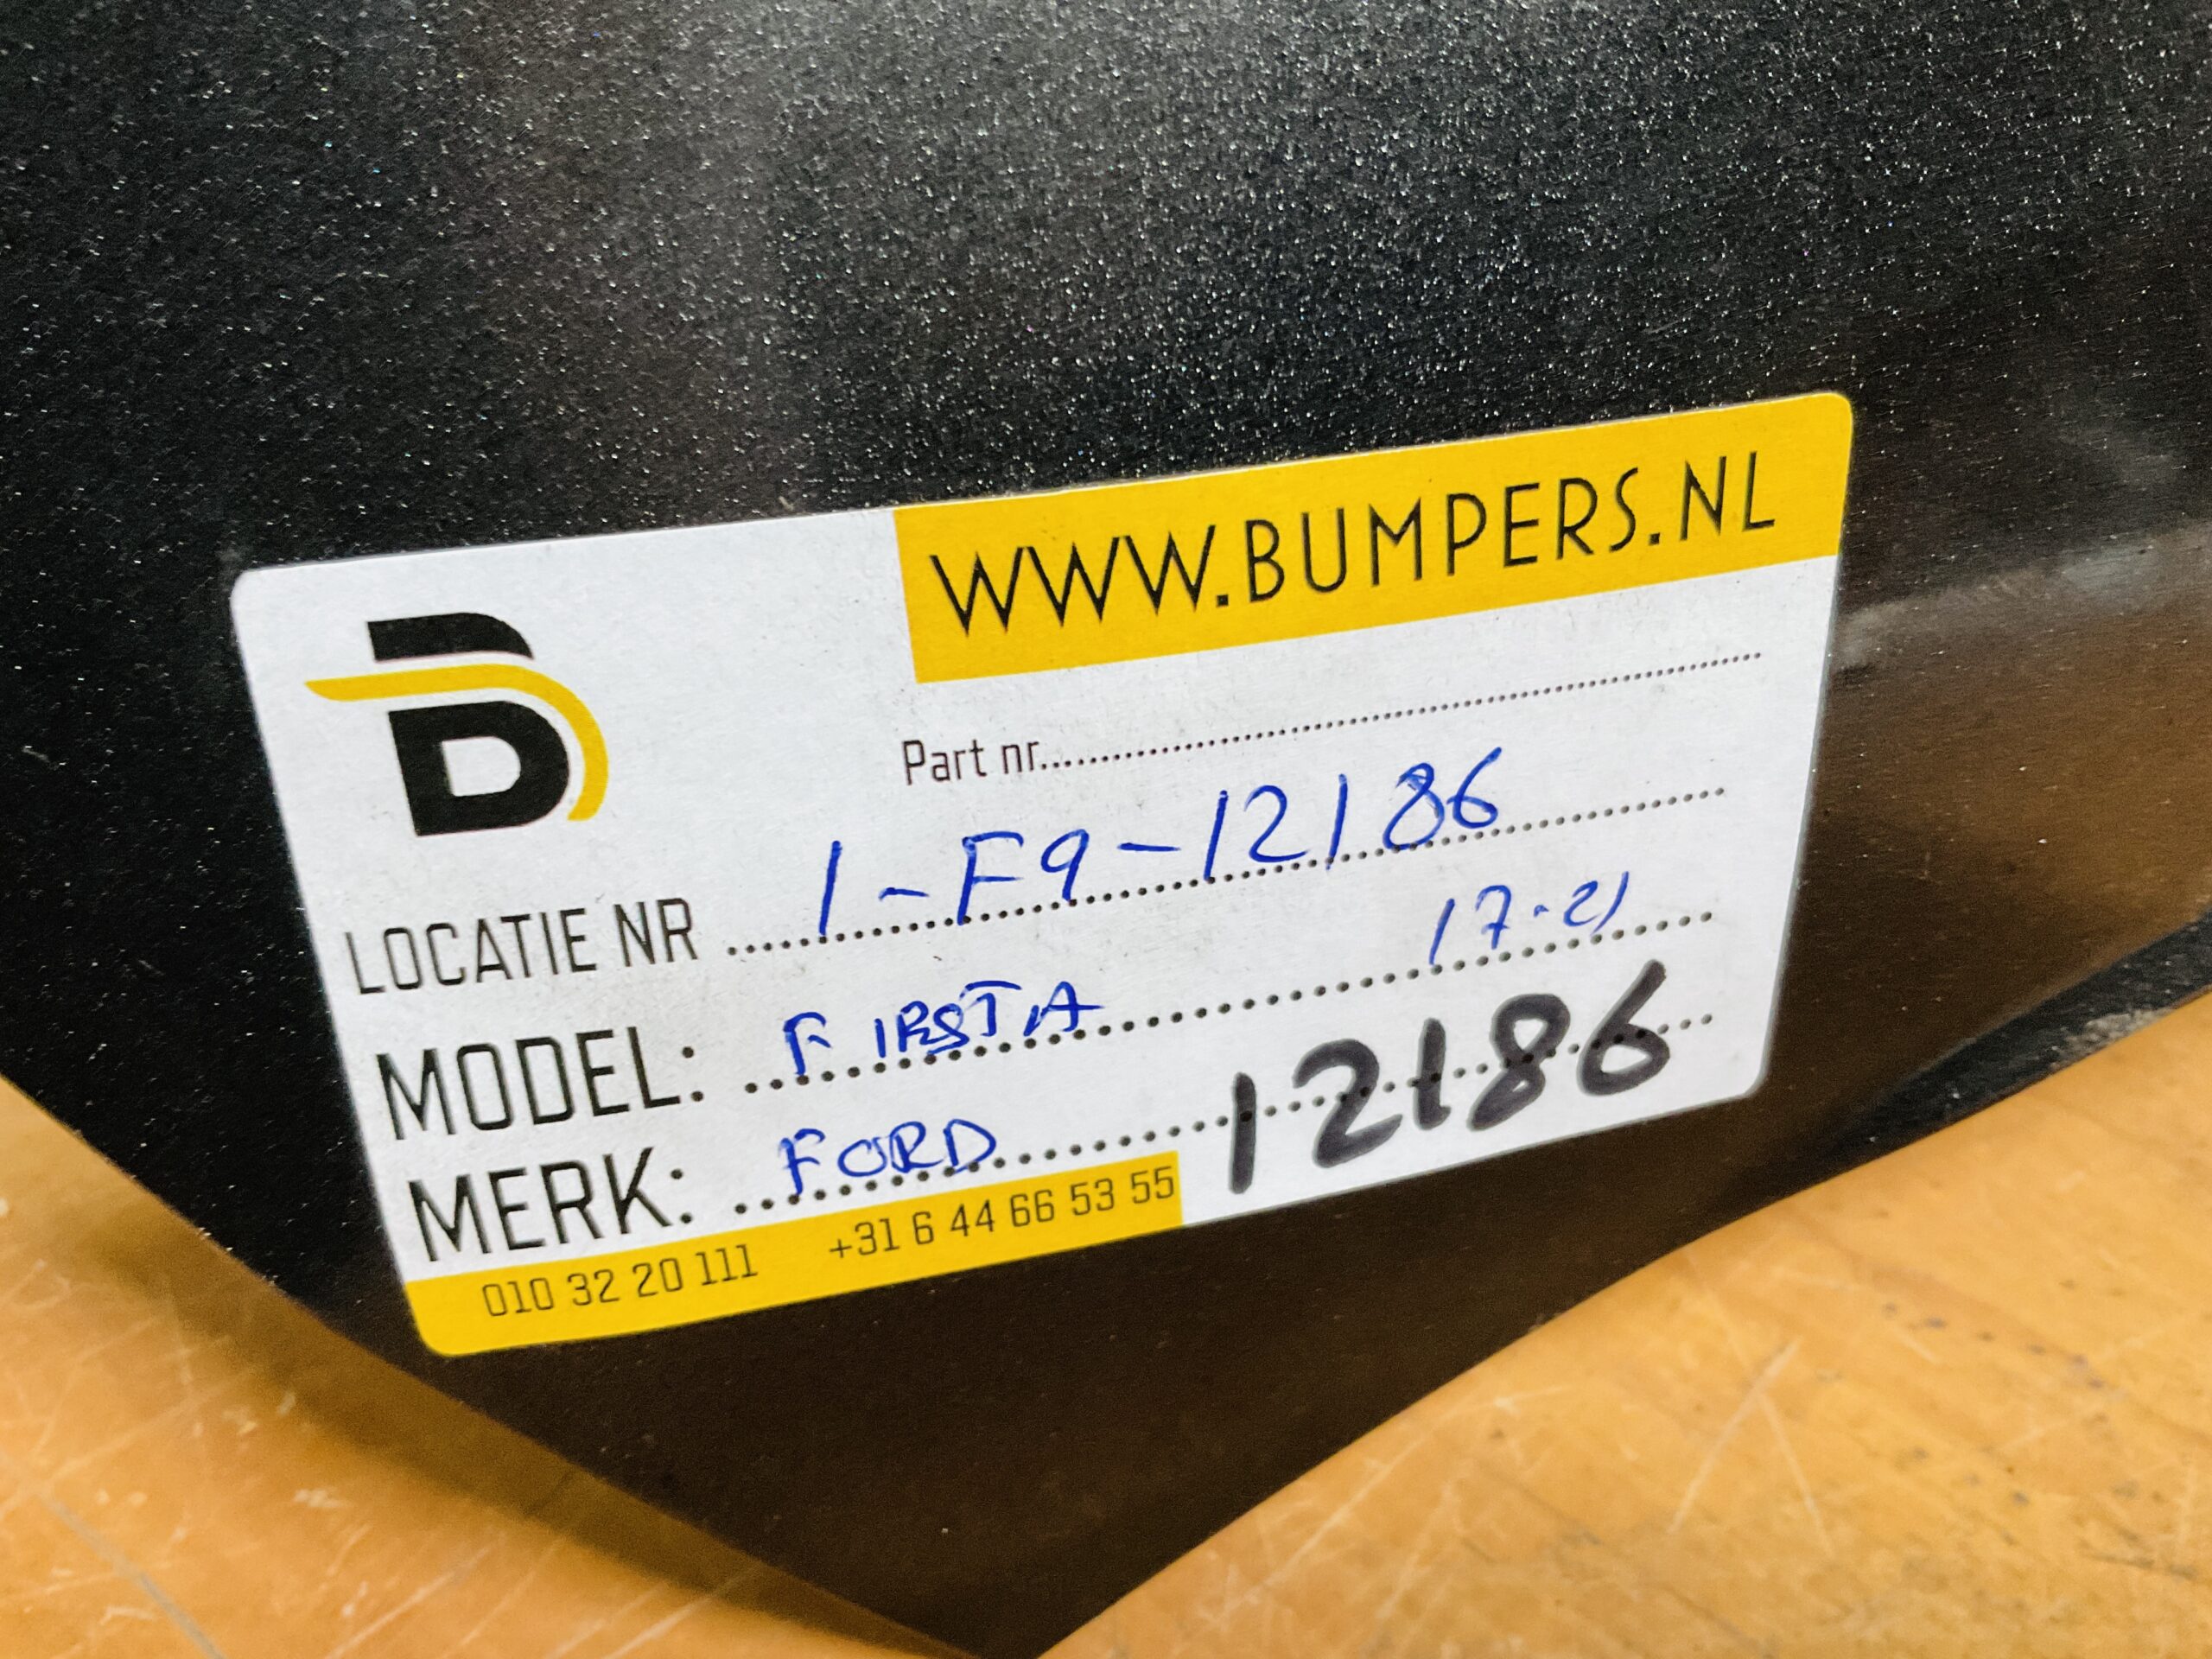 B
WWW.BUMPERS.NL
Part nr..............................
LOCATIE NR 1-F9-12186
MODEL: FIRSTA 17-21
MERK: FORD 12186
010 32 20 111 +31 6 44 66 53 55